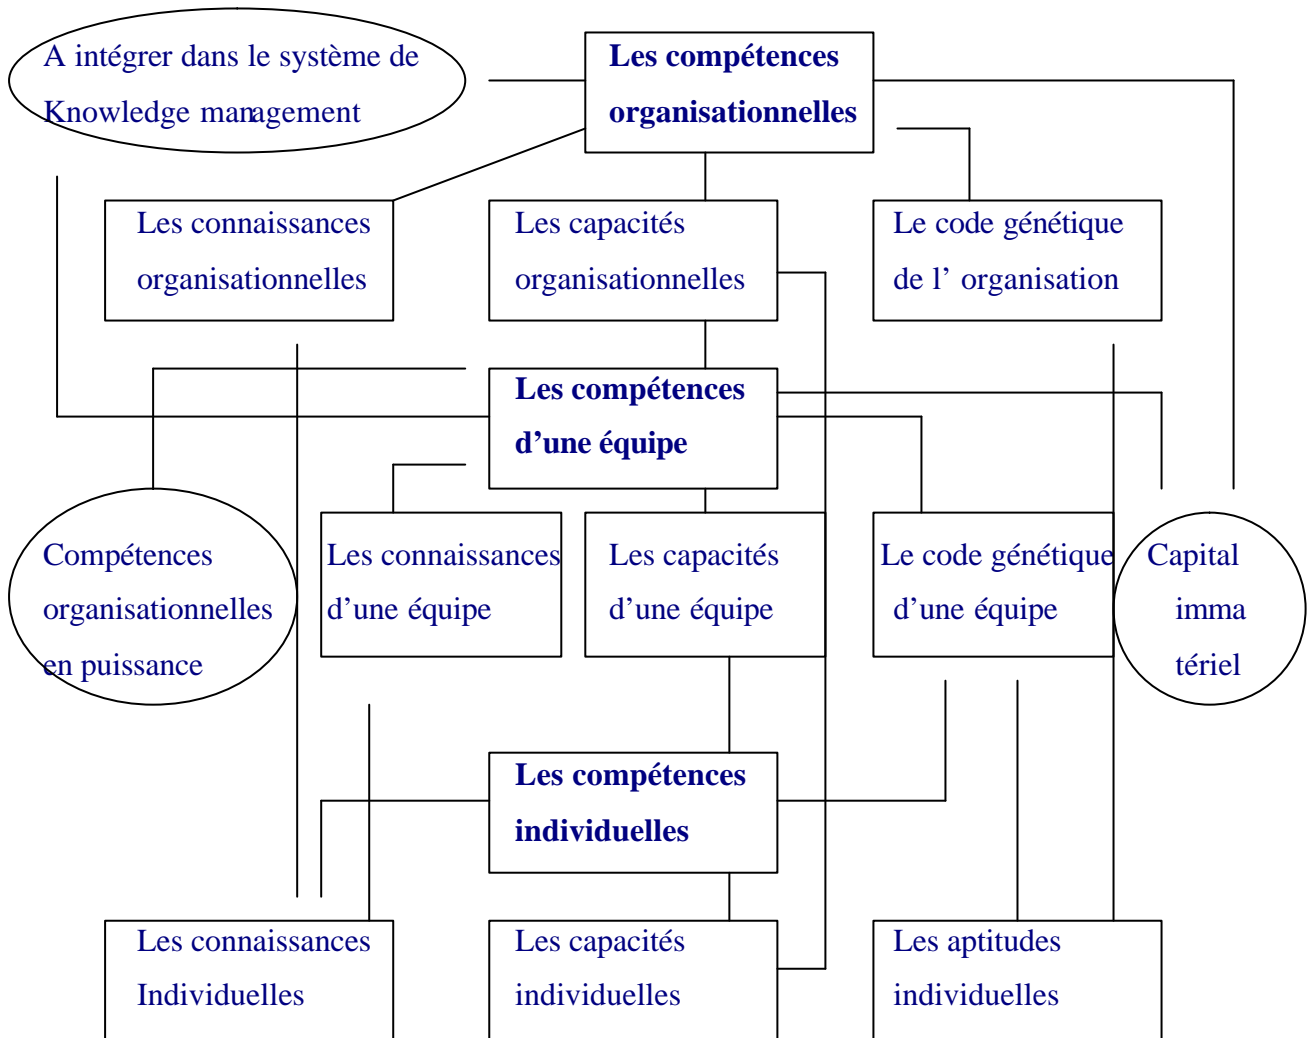 A intégrer dans le système de
Knowledge management
Les compétences
organisationnelles
Les connaissances
organisationnelles
Les capacités
organisationnelles
Le code génétique
de l’ organisation
Les compétences
d’une équipe
Compétences
organisationnelles
en puissance
Les connaissances
d’une équipe
Les capacités
d’une équipe
Le code génétique
d’une équipe
Capital
imma
tériel
Les compétences
individuelles
Les connaissances
Individuelles
Les capacités
individuelles
Les aptitudes
individuelles